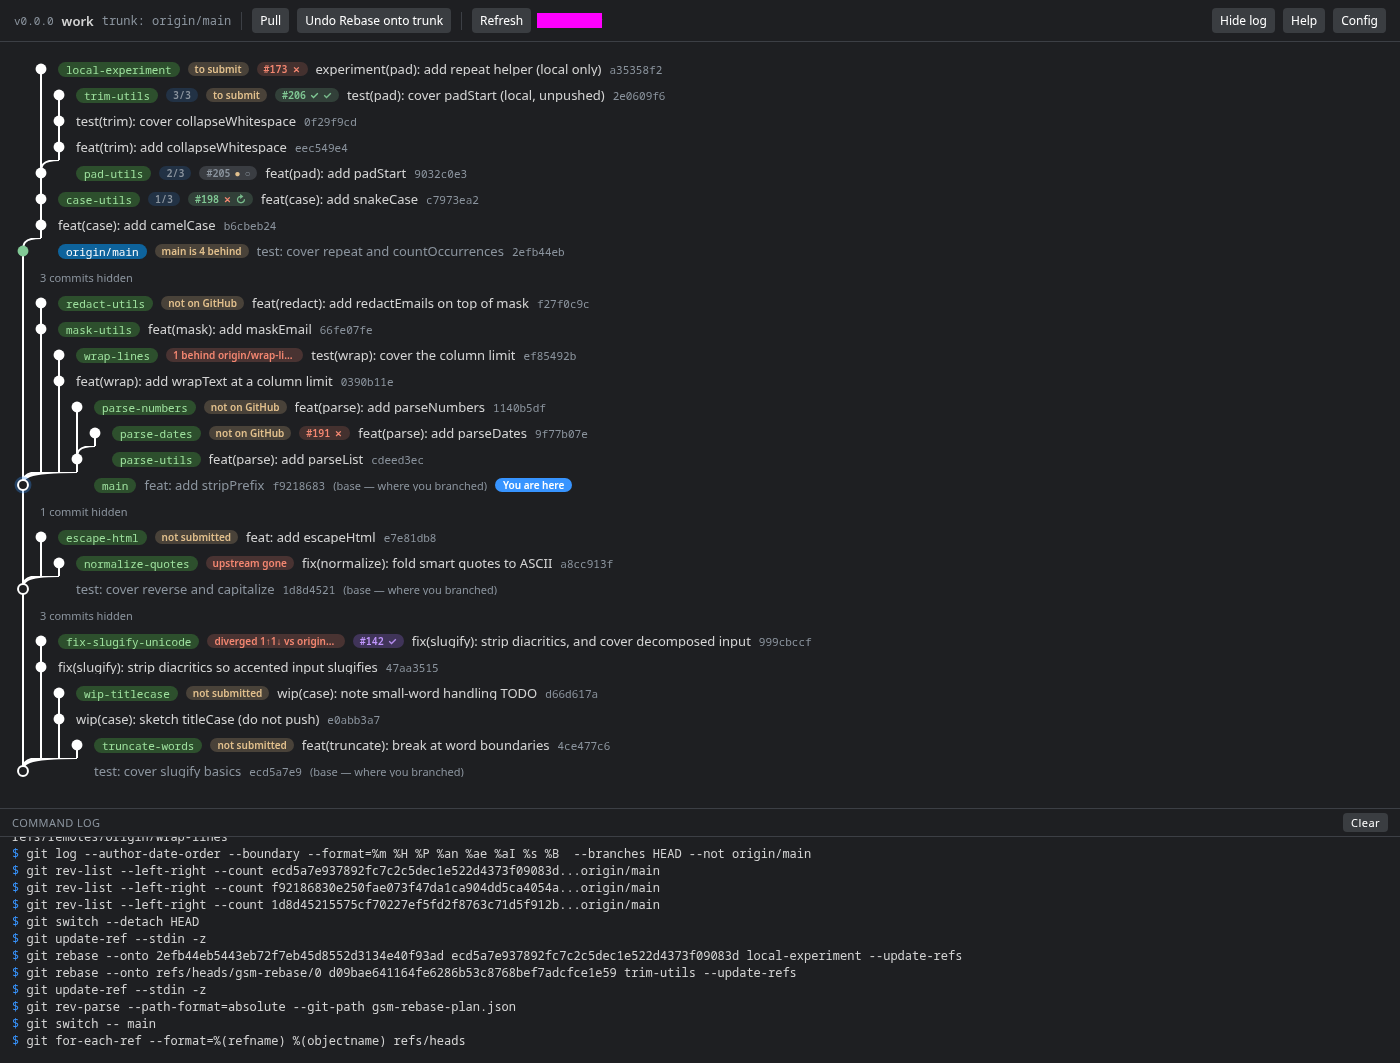 v0.0.0 work trunk: origin/main Pull Undo Rebase onto trunk Refresh Hide log Help Config
local-experiment to submit #173 × experiment(pad): add repeat helper (local only) a35358f2
trim-utils 3/3 to submit #206 ✓ ✓ test(pad): cover padStart (local, unpushed) 2e0609f6
test(trim): cover collapseWhitespace 0f29f9cd
feat(trim): add collapseWhitespace eec549e4
pad-utils 2/3 #205 ● ○ feat(pad): add padStart 9032c0e3
case-utils 1/3 #198 × ↻ feat(case): add snakeCase c7973ea2
feat(case): add camelCase b6cbeb24
origin/main main is 4 behind test: cover repeat and countOccurrences 2efb44eb
3 commits hidden
redact-utils not on GitHub feat(redact): add redactEmails on top of mask f27f0c9c
mask-utils feat(mask): add maskEmail 66fe07fe
wrap-lines 1 behind origin/wrap-li... test(wrap): cover the column limit ef85492b
feat(wrap): add wrapText at a column limit 0390b11e
parse-numbers not on GitHub feat(parse): add parseNumbers 1140b5df
parse-dates not on GitHub #191 × feat(parse): add parseDates 9f77b07e
parse-utils feat(parse): add parseList cdeed3ec
main feat: add stripPrefix f9218683 (base — where you branched) You are here
1 commit hidden
escape-html not submitted feat: add escapeHtml e7e81db8
normalize-quotes upstream gone fix(normalize): fold smart quotes to ASCII a8cc913f
test: cover reverse and capitalize 1d8d4521 (base — where you branched)
3 commits hidden
fix-slugify-unicode diverged 1↑1↓ vs origin... #142 ✓ fix(slugify): strip diacritics, and cover decomposed input 999cbccf
fix(slugify): strip diacritics so accented input slugifies 47aa3515
wip-titlecase not submitted wip(case): note small-word handling TODO d66d617a
wip(case): sketch titleCase (do not push) e0abb3a7
truncate-words not submitted feat(truncate): break at word boundaries 4ce477c6
test: cover slugify basics ecd5a7e9 (base — where you branched)
COMMAND LOG Clear
refs/remotes/origin/wrap-lines
$ git log --author-date-order --boundary --format=%m %H %P %an %ae %aI %s %B --branches HEAD --not origin/main
$ git rev-list --left-right --count ecd5a7e937892fc7c2c5dec1e522d4373f09083d...origin/main
$ git rev-list --left-right --count f92186830e250fae073f47da1ca904dd5ca4054a...origin/main
$ git rev-list --left-right --count 1d8d45215575cf70227ef5fd2f8763c71d5f912b...origin/main
$ git switch --detach HEAD
$ git update-ref --stdin -z
$ git rebase --onto 2efb44eb5443eb72f7eb45d8552d3134e40f93ad ecd5a7e937892fc7c2c5dec1e522d4373f09083d local-experiment --update-refs
$ git rebase --onto refs/heads/gsm-rebase/0 d09bae641164fe6286b53c8768bef7adcfce1e59 trim-utils --update-refs
$ git update-ref --stdin -z
$ git rev-parse --path-format=absolute --git-path gsm-rebase-plan.json
$ git switch -- main
$ git for-each-ref --format=%(refname) %(objectname) refs/heads